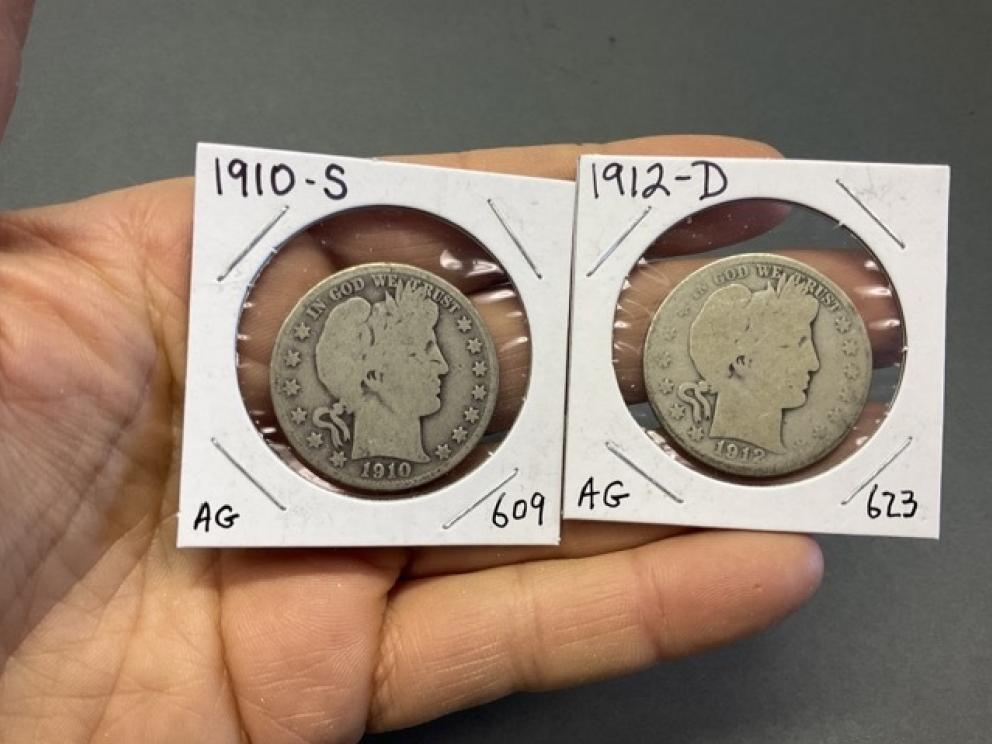 1910-S
IN GOD WE TRUST
1910
AG
609
1912-D
IN GOD WE TRUST
1912
AG
623